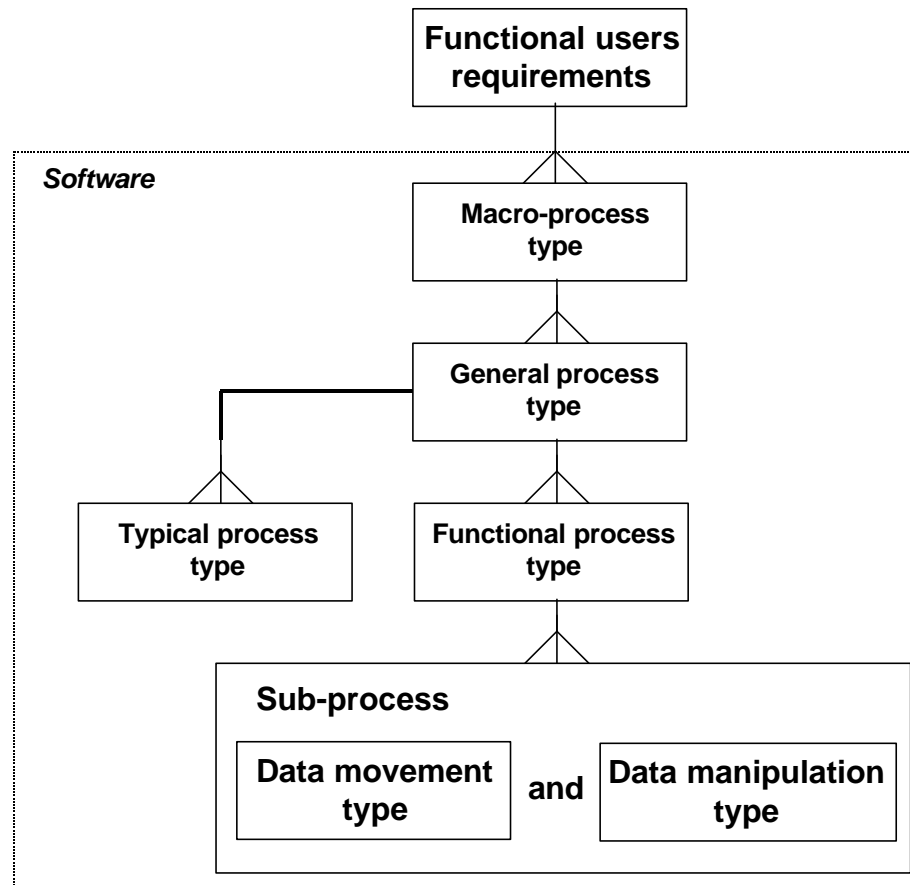 Functional users
requirements
Software
Macro-process
type
General process
type
Typical process
type
Functional process
type
Sub-process
Data movement
type
and
Data manipulation
type